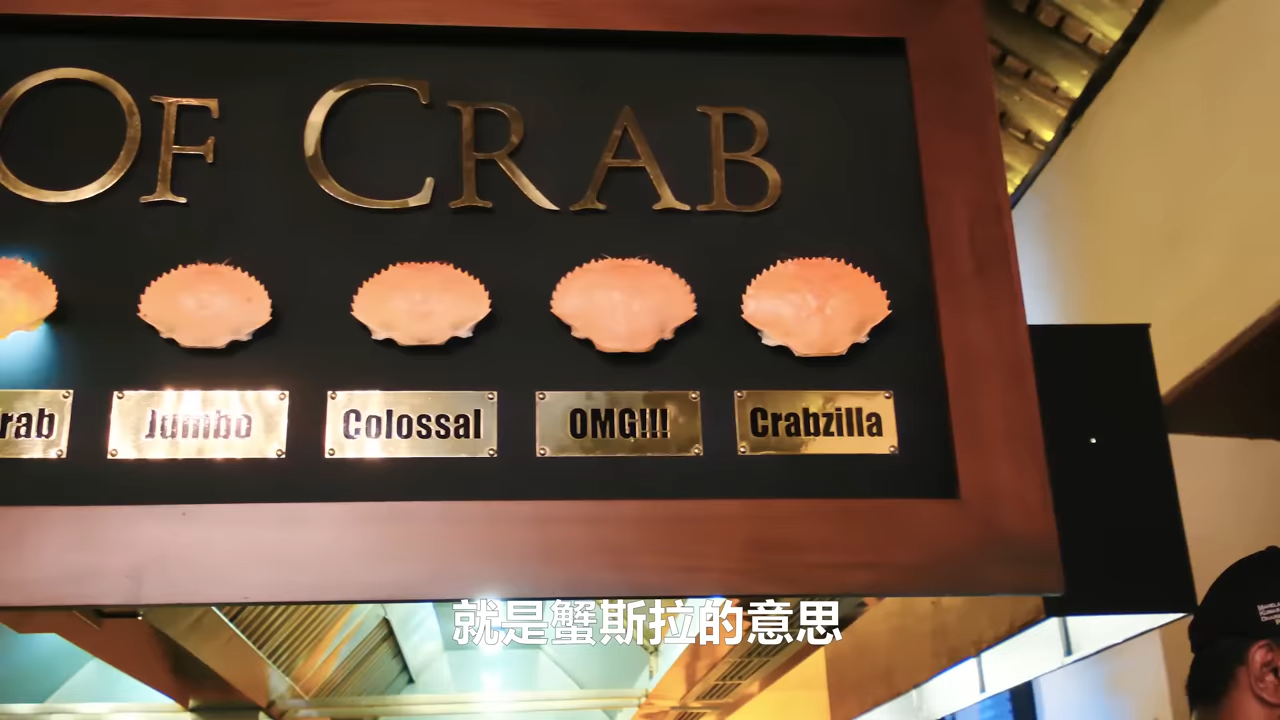 OF CRAB
rab Jumbo Colossal OMG!!! Crabzilla
就是蟹斯拉的意思